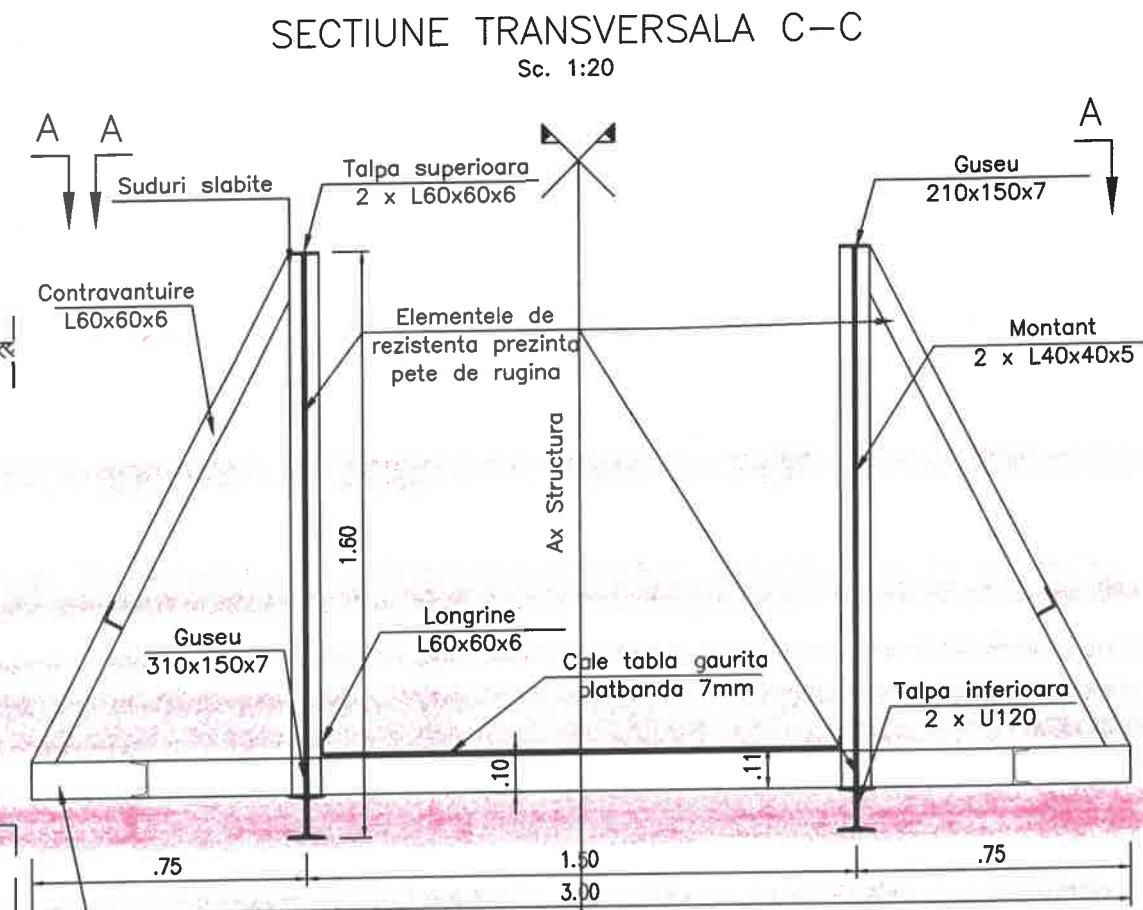 SECTIUNE TRANSVERSALA C-C
Sc. 1:20
A A
A
Suduri slabite
Talpa superioara
2 x L60x60x6
Guseu
210x150x7
Contravantuire
L60x60x6
Elementele de
rezistenta prezinta
pete de rugina
Montant
2 x L40x40x5
Ax Structura
1.60
Guseu
310x150x7
Longrine
L60x60x6
Cale tabla gaurita
platbanda 7mm
Talpa inferioara
2 x U120
.10
.11
.75
1.50
.75
3.00